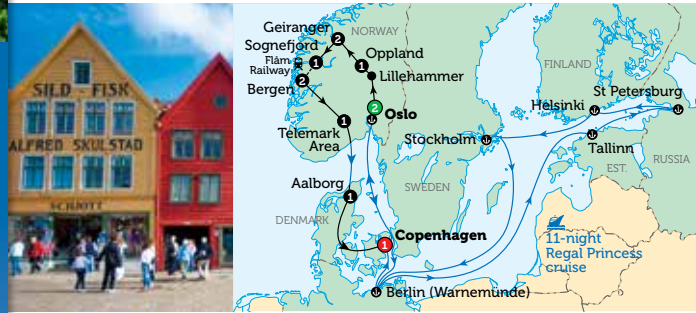 SILD - FISK
ALFRED SKULSTAD
SCHJØTT
Geiranger
NORWAY
Sognefjord
2
Flåm
Railway
1
1
Oppland
Lillehammer
Bergen
2
FINLAND
St Petersburg
2
Oslo
Helsinki
1
Telemark
Area
Stockholm
Tallinn
EST.
RUSSIA
Aalborg
1
SWEDEN
DENMARK
Copenhagen
1
11-night
Regal Princess
cruise
Berlin (Warnemünde)